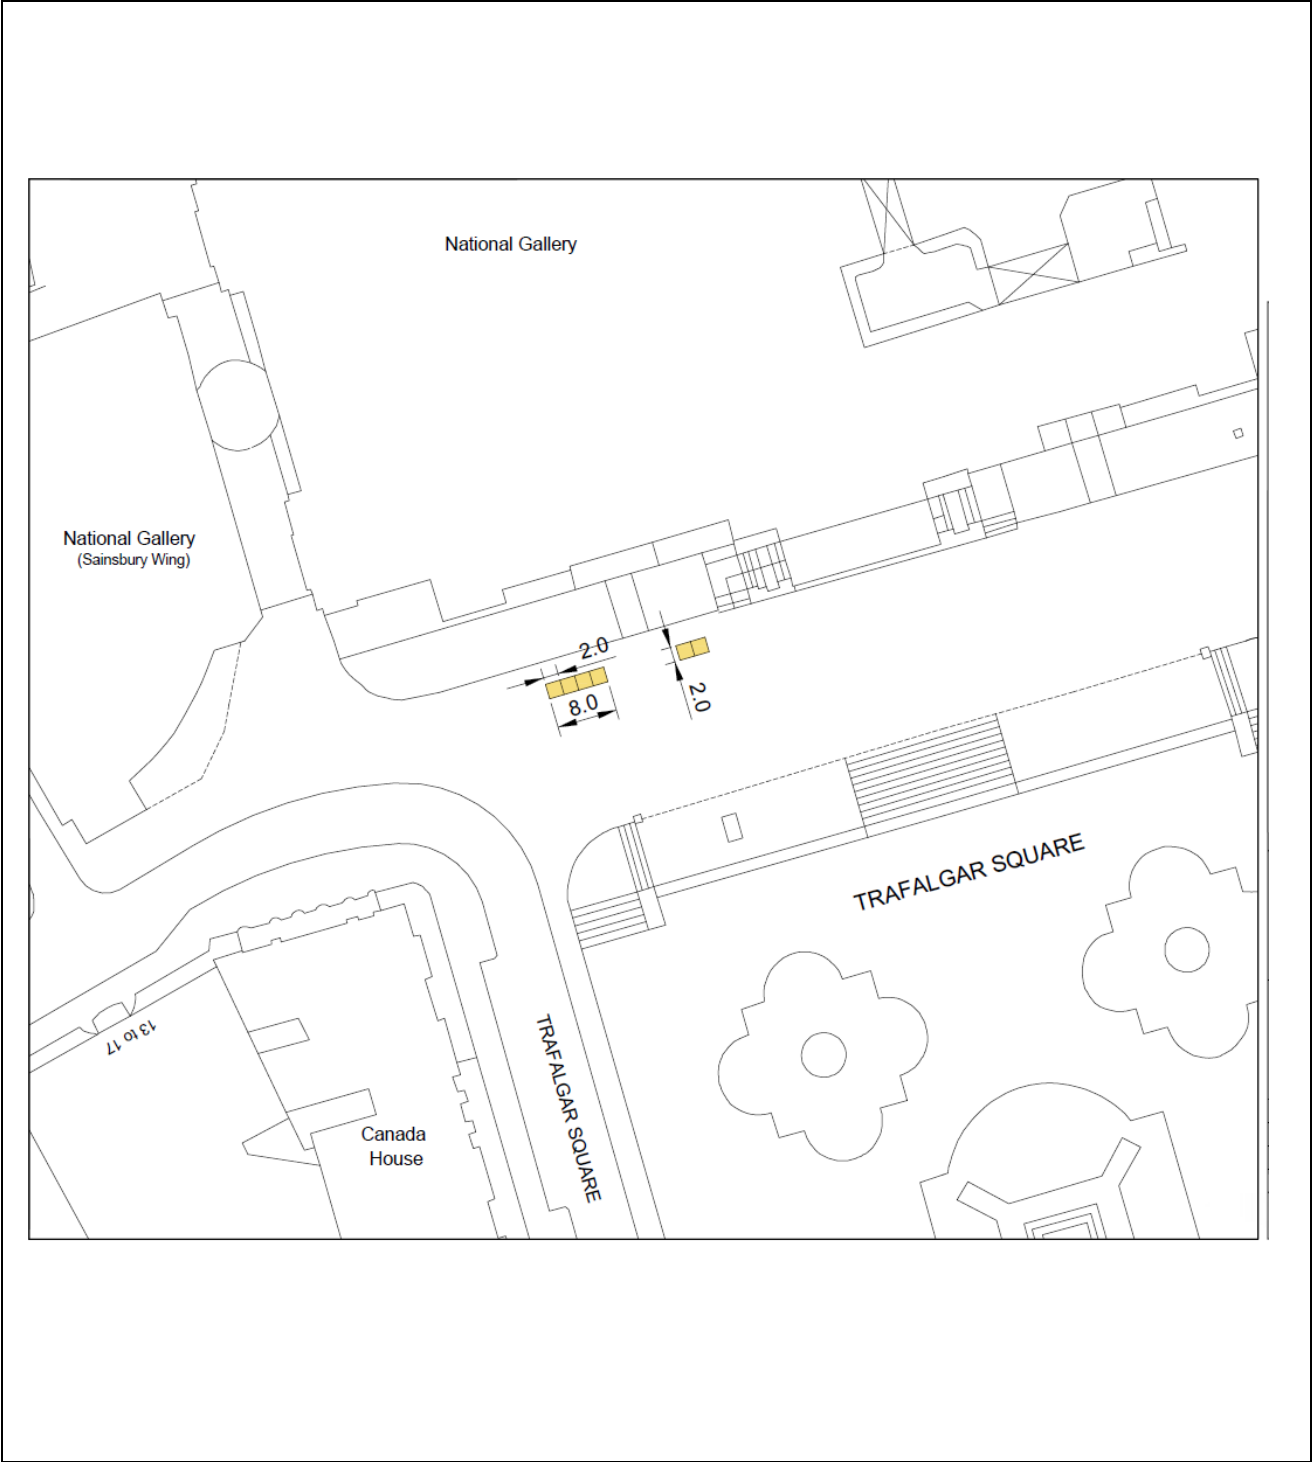 National Gallery
National Gallery
(Sainsbury Wing)
2.0
8.0
2.0
TRAFALGAR SQUARE
13 to 17
TRAFALGAR SQUARE
Canada
House